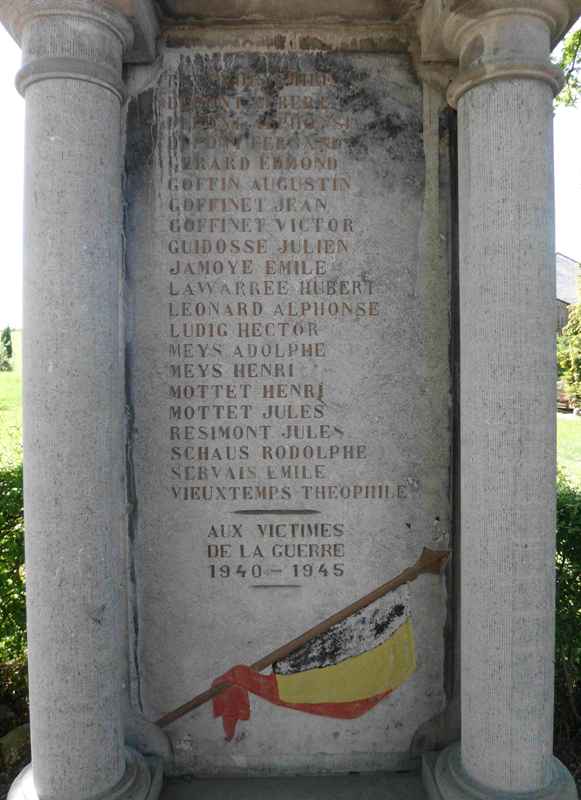 GERARD EDMOND
GOFFIN AUGUSTIN
GOFFINET JEAN
GOFFINET VICTOR
GUIDOSSE JULIEN
JAMOYE EMILE
LAWARREE HUBERT
LEONARD ALPHONSE
LUDIG HECTOR
MEYS ADOLPHE
MEYS HENRI
MOTTET HENRI
MOTTET JULES
RESIMONT JULES
SCHAUS RODOLPHE
SERVAIS EMILE
VIEUXTEMPS THEOPHILE
AUX VICTIMES
DE LA GUERRE
1940 - 1945